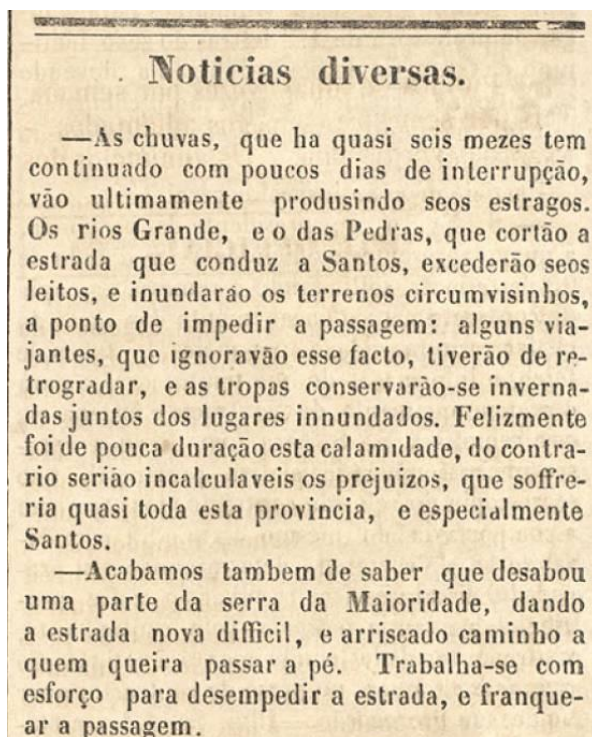 Noticias diversas.
—As chuvas, que ha quasi seis mezes tem
continuado com poucos dias de interrupção,
vão ultimamente produsindo seos estragos.
Os rios Grande, e o das Pedras, que cortão a
estrada que conduz a Santos, excederão seos
leitos, e inundarão os terrenos circumvisinhos,
a ponto de impedir a passagem: alguns via-
jantes, que ignoravão esse facto, tiverão de re-
trogradar, e as tropas conservarão-se inverna-
das juntos dos lugares innundados. Felizmente
foi de pouca duração esta calamidade, do contra-
rio serião incalculaveis os prejuizos, que soffre-
ria quasi toda esta provincia, e especialmente
Santos.
—Acabamos tambem de saber que desabou
uma parte da serra da Maioridade, dando
a estrada nova difficil, e arriscado caminho a
quem queira passar a pé. Trabalha-se com
esforço para desempedir a estrada, e franque-
ar a passagem.